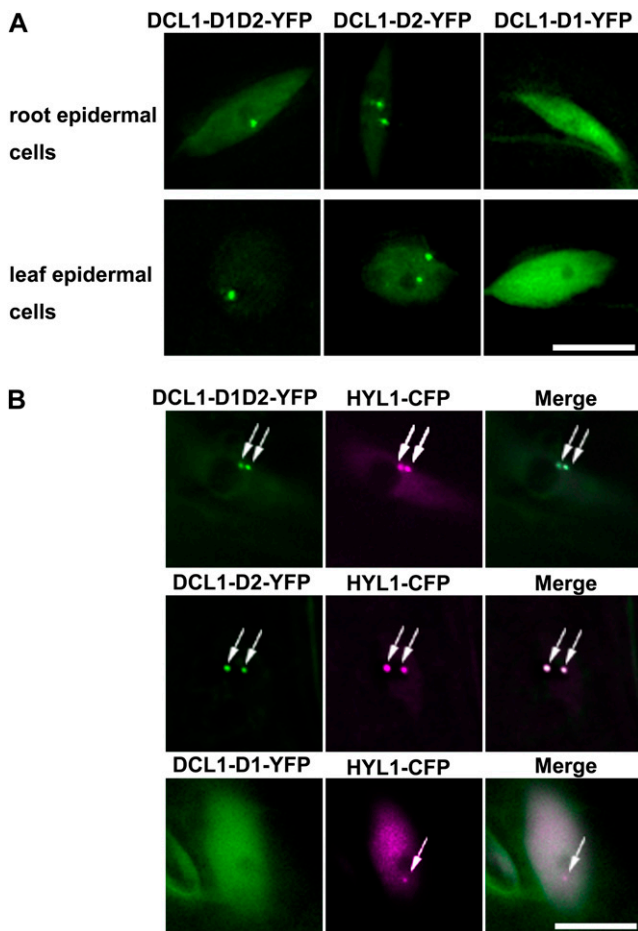 A
DCL1-D1D2-YFP DCL1-D2-YFP DCL1-D1-YFP
root epidermal
cells
leaf epidermal
cells
B
DCL1-D1D2-YFP HYL1-CFP Merge
DCL1-D2-YFP HYL1-CFP Merge
DCL1-D1-YFP HYL1-CFP Merge